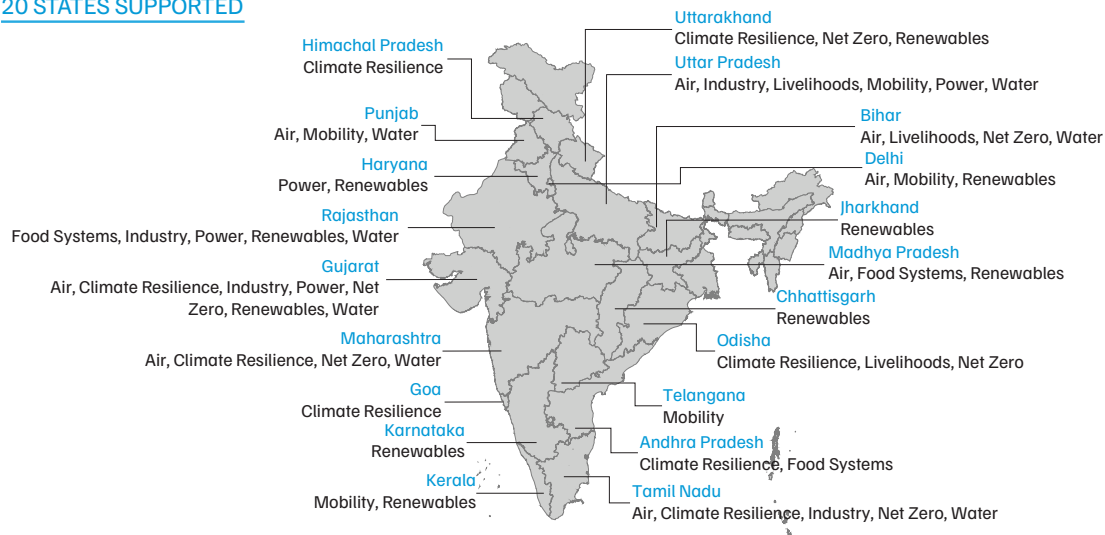 20 STATES SUPPORTED
Himachal Pradesh
Climate Resilience
Punjab
Air, Mobility, Water
Haryana
Power, Renewables
Rajasthan
Food Systems, Industry, Power, Renewables, Water
Gujarat
Air, Climate Resilience, Industry, Power, Net
Zero, Renewables, Water
Maharashtra
Air, Climate Resilience, Net Zero, Water
Goa
Climate Resilience
Karnataka
Renewables
Kerala
Mobility, Renewables
Uttarakhand
Climate Resilience, Net Zero, Renewables
Uttar Pradesh
Air, Industry, Livelihoods, Mobility, Power, Water
Bihar
Air, Livelihoods, Net Zero, Water
Delhi
Air, Mobility, Renewables
Jharkhand
Renewables
Madhya Pradesh
Air, Food Systems, Renewables
Chhattisgarh
Renewables
Odisha
Climate Resilience, Livelihoods, Net Zero
Telangana
Mobility
Andhra Pradesh
Climate Resilience, Food Systems
Tamil Nadu
Air, Climate Resilience, Industry, Net Zero, Water